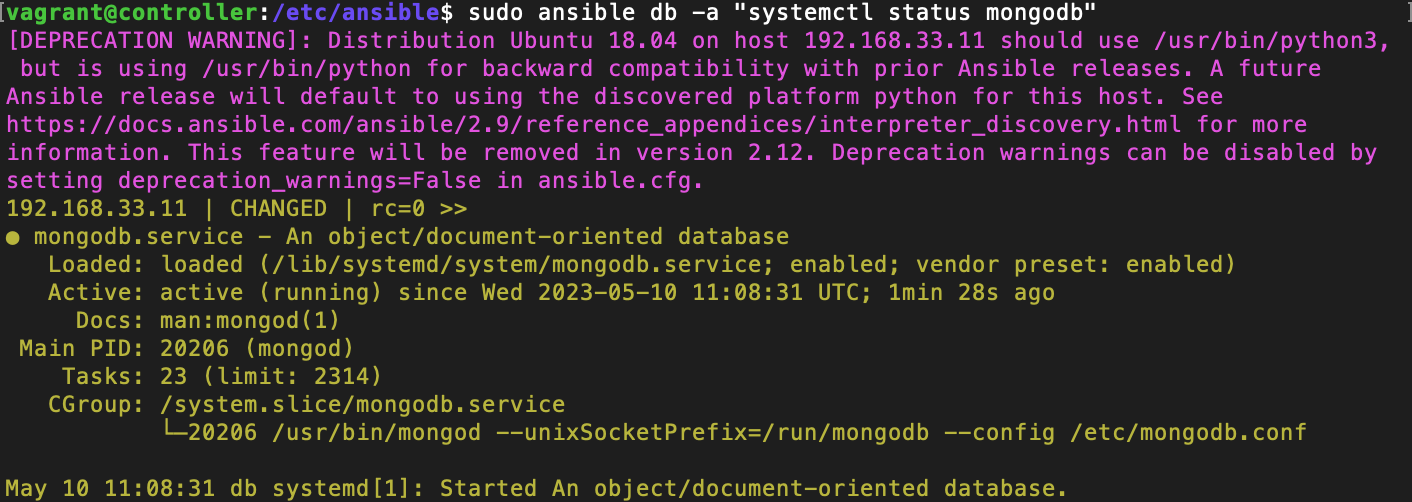 [vagrant@controller:/etc/ansible$ sudo ansible db -a "systemctl status mongodb" ]
[DEPRECATION WARNING]: Distribution Ubuntu 18.04 on host 192.168.33.11 should use /usr/bin/python3,
 but is using /usr/bin/python for backward compatibility with prior Ansible releases. A future
Ansible release will default to using the discovered platform python for this host. See
https://docs.ansible.com/ansible/2.9/reference_appendices/interpreter_discovery.html for more
information. This feature will be removed in version 2.12. Deprecation warnings can be disabled by
setting deprecation_warnings=False in ansible.cfg.
192.168.33.11 | CHANGED | rc=0 >>
● mongodb.service - An object/document-oriented database
   Loaded: loaded (/lib/systemd/system/mongodb.service; enabled; vendor preset: enabled)
   Active: active (running) since Wed 2023-05-10 11:08:31 UTC; 1min 28s ago
     Docs: man:mongod(1)
 Main PID: 20206 (mongod)
    Tasks: 23 (limit: 2314)
   CGroup: /system.slice/mongodb.service
           └─20206 /usr/bin/mongod --unixSocketPrefix=/run/mongodb --config /etc/mongodb.conf
May 10 11:08:31 db systemd[1]: Started An object/document-oriented database.